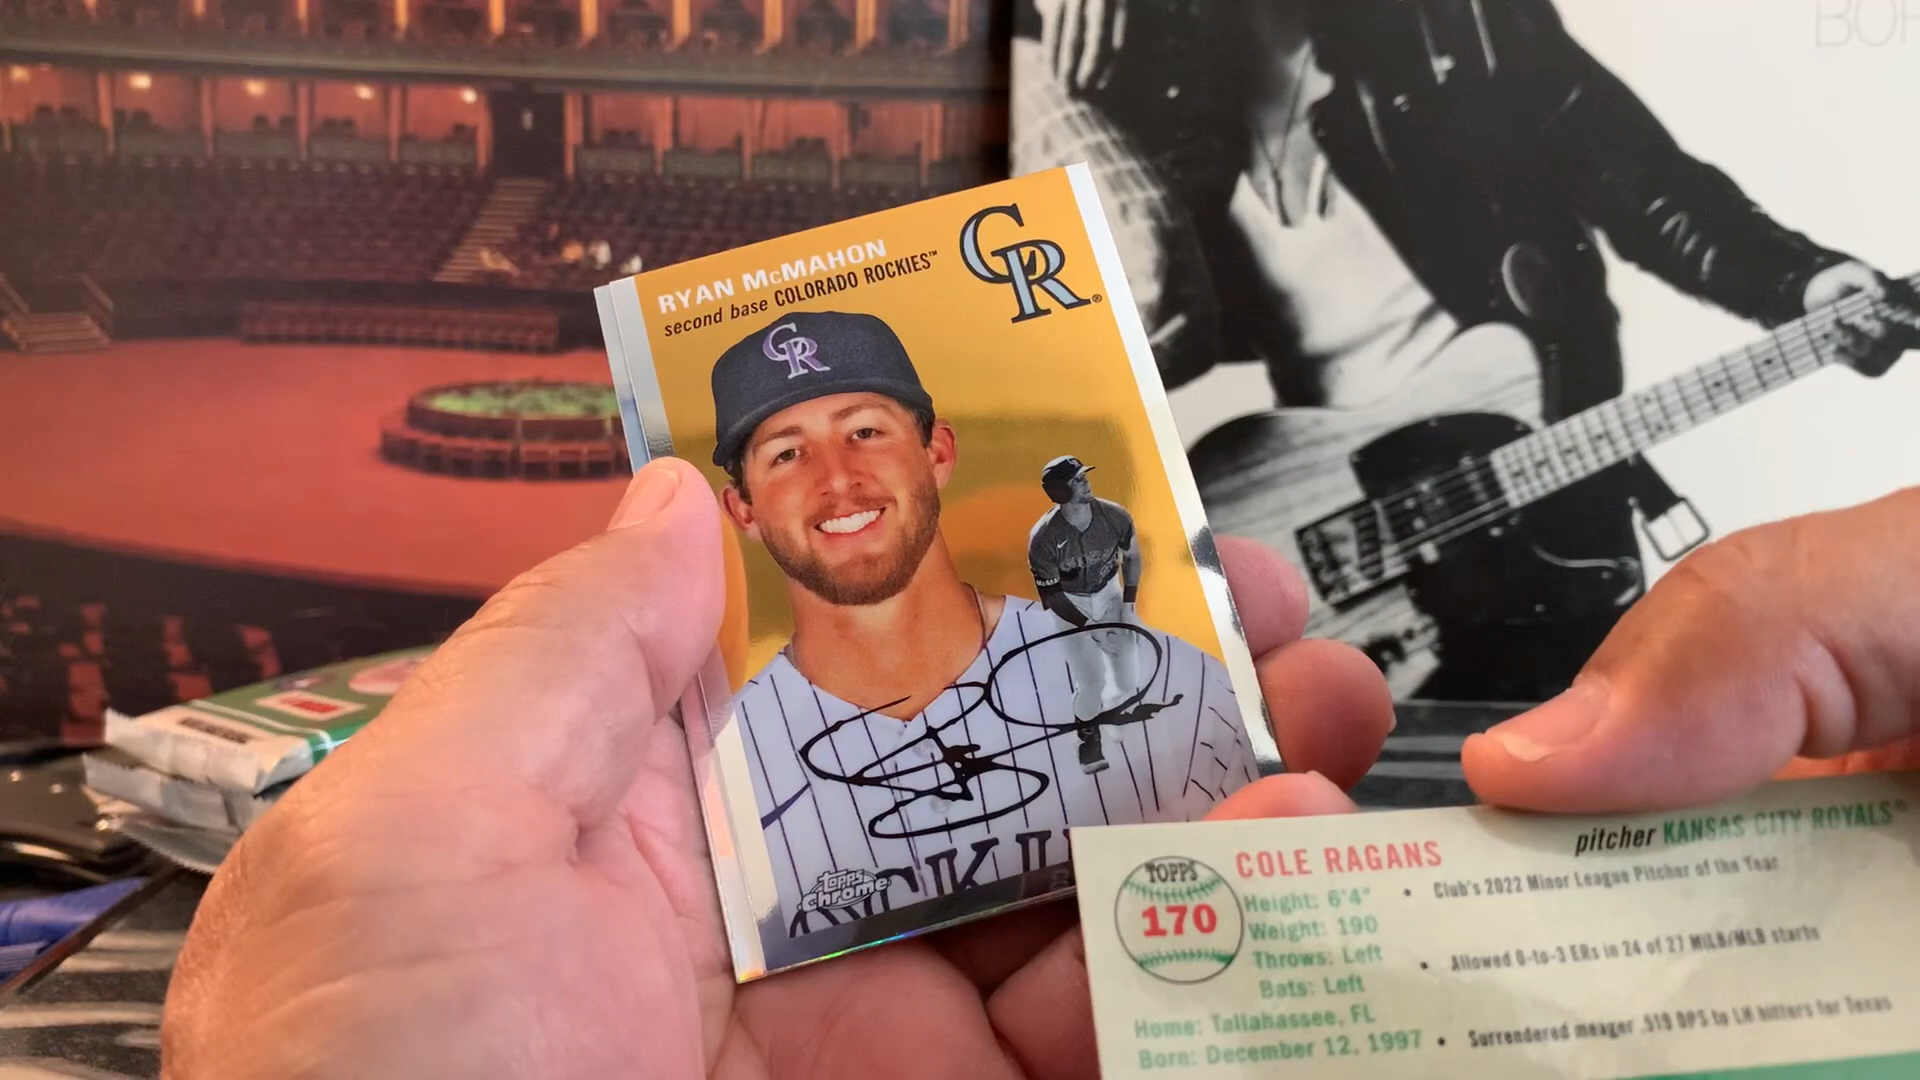 BOR
RYAN McMAHON
second base COLORADO ROCKIES™
CR
®
CR
Topps
Chrome
TOPPS
170
COLE RAGANS
pitcher KANSAS CITY ROYALS®
Height: 6'4"
Weight: 190
Throws: Left
Bats: Left
Home: Tallahassee, FL
Born: December 12, 1997
• Club's 2022 Minor League Pitcher of the Year
• Allowed 0-to-3 ERs in 24 of 27 MiLB/MLB starts
• Surrendered meager .519 OPS to LH hitters for Texas